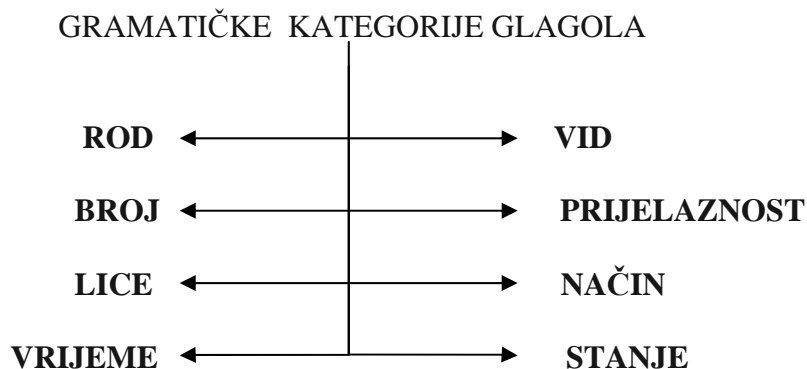 GRAMATIČKE KATEGORIJE GLAGOLA
ROD VID
BROJ PRIJELAZNOST
LICE NAČIN
VRIJEME STANJE